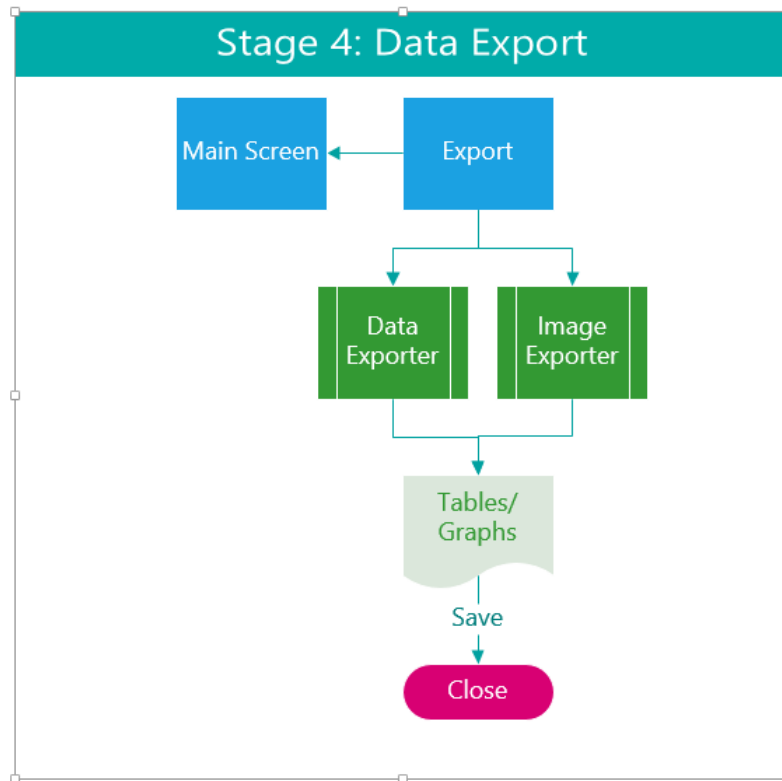 Stage 4: Data Export
Main Screen
Export
Data
Exporter
Image
Exporter
Tables/
Graphs
Save
Close